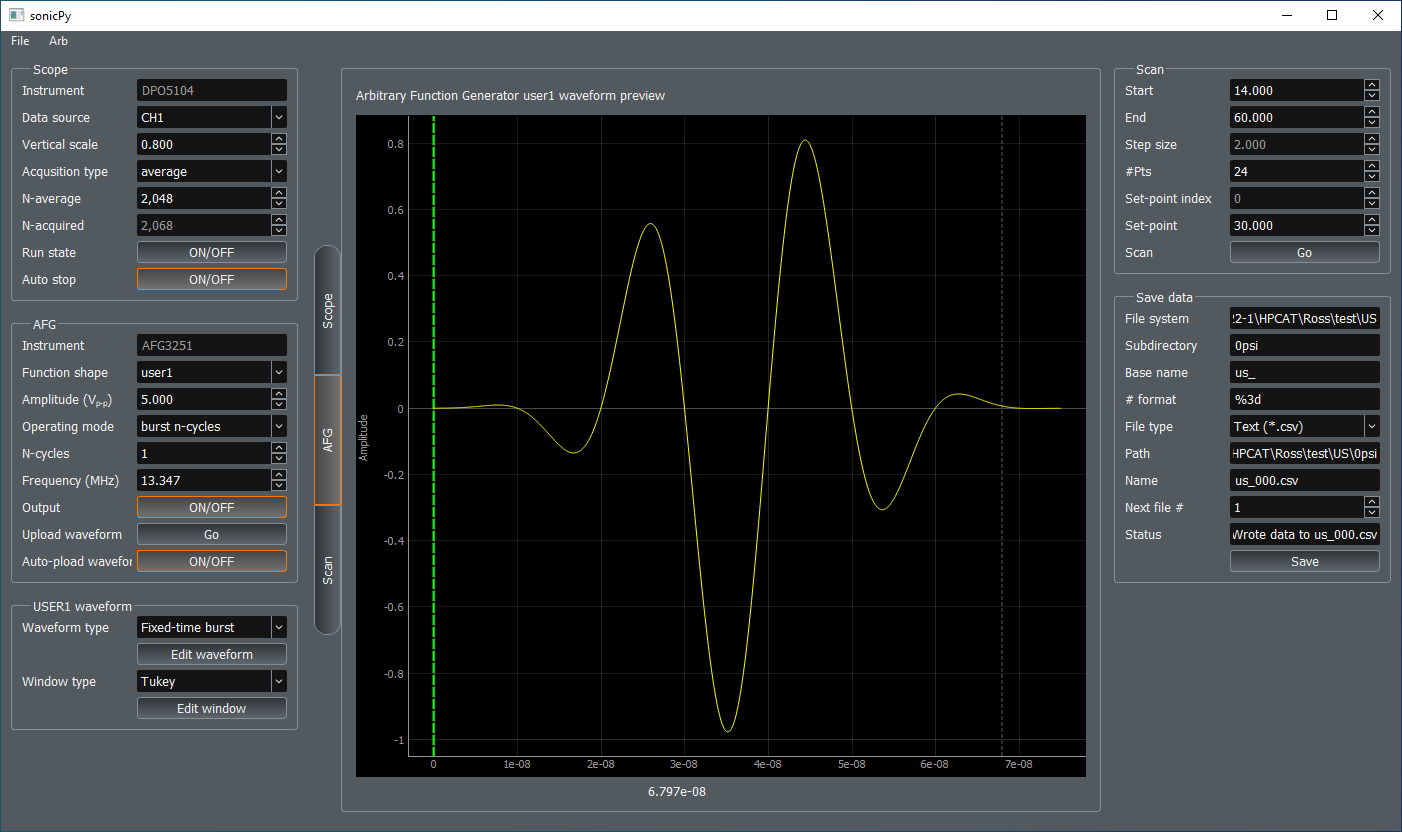 sonicPy
File Arb
Scope
Instrument DPO5104
Data source CH1
Vertical scale 0.800
Acqusition type average
N-average 2,048
N-acquired 2,068
Run state ON/OFF
Auto stop ON/OFF
AFG
Instrument AFG3251
Function shape user1
Amplitude (Vp-p) 5.000
Operating mode burst n-cycles
N-cycles 1
Frequency (MHz) 13.347
Output ON/OFF
Upload waveform Go
Auto-pload wavefor ON/OFF
USER1 waveform
Waveform type Fixed-time burst
Edit waveform
Window type Tukey
Edit window
Scope
AFG
Scan
Arbitrary Function Generator user1 waveform preview
Amplitude
0.8
0.6
0.4
0.2
0
-0.2
-0.4
-0.6
-0.8
-1
0 1e-08 2e-08 3e-08 4e-08 5e-08 6e-08 7e-08
6.797e-08
Scan
Start 14.000
End 60.000
Step size 2.000
#Pts 24
Set-point index 0
Set-point 30.000
Scan Go
Save data
File system 22-1\HPCAT\Ross\test\US
Subdirectory 0psi
Base name us_
# format %3d
File type Text (*.csv)
Path HPCAT\Ross\test\US\0psi
Name us_000.csv
Next file # 1
Status Wrote data to us_000.csv
Save